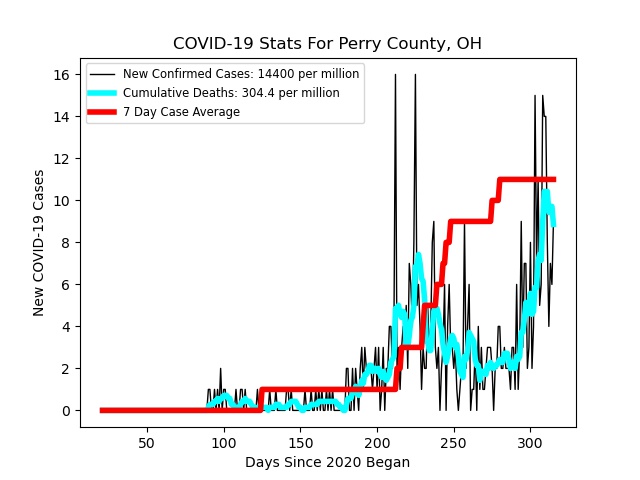 COVID-19 Stats For Perry County, OH
New Confirmed Cases: 14400 per million
Cumulative Deaths: 304.4 per million
7 Day Case Average
New COVID-19 Cases
16
14
12
10
8
6
4
2
0
50 100 150 200 250 300
Days Since 2020 Began